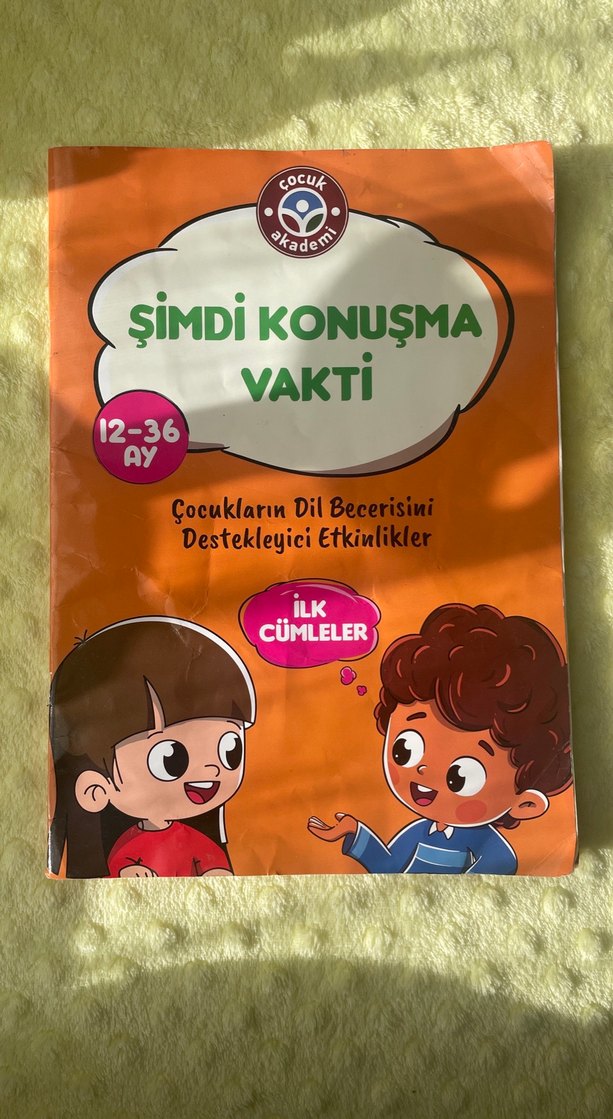 çocuk
akademi
ŞİMDİ KONUŞMA
VAKTİ
12-36
AY
Çocukların Dil Becerisini
Destekleyici Etkinlikler
İLK
CÜMLELER